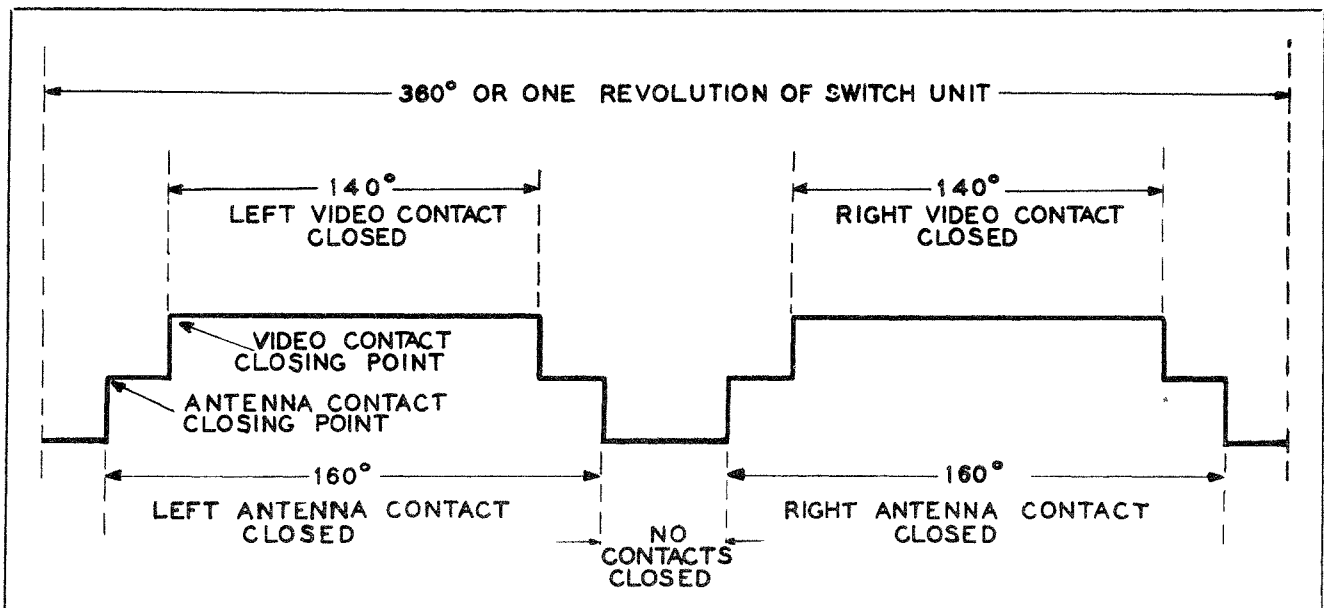 360° OR ONE REVOLUTION OF SWITCH UNIT
140°
LEFT VIDEO CONTACT
CLOSED
140°
RIGHT VIDEO CONTACT
CLOSED
VIDEO CONTACT
CLOSING POINT
ANTENNA CONTACT
CLOSING POINT
160°
LEFT ANTENNA CONTACT
CLOSED
160°
RIGHT ANTENNA CONTACT
CLOSED
NO
CONTACTS
CLOSED